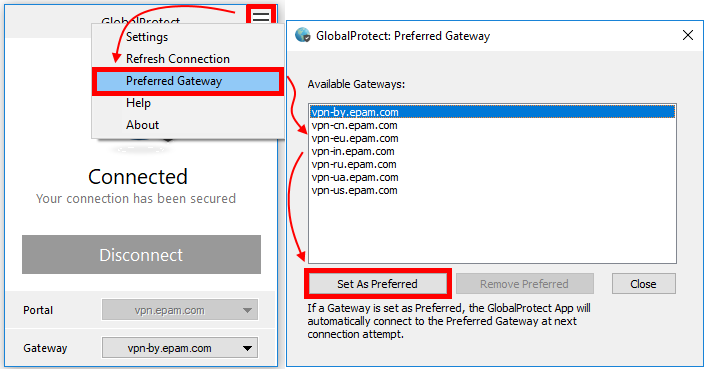 GlobalProtect
Settings
Refresh Connection
Preferred Gateway
Help
About
Connected
Your connection has been secured
Disconnect
Portal
vpn.epam.com
Gateway
vpn-by.epam.com
GlobalProtect: Preferred Gateway
Available Gateways:
vpn-by.epam.com
vpn-cn.epam.com
vpn-eu.epam.com
vpn-in.epam.com
vpn-ru.epam.com
vpn-ua.epam.com
vpn-us.epam.com
Set As Preferred
Remove Preferred
Close
If a Gateway is set as Preferred, the GlobalProtect App will
automatically connect to the Preferred Gateway at next
connection attempt.